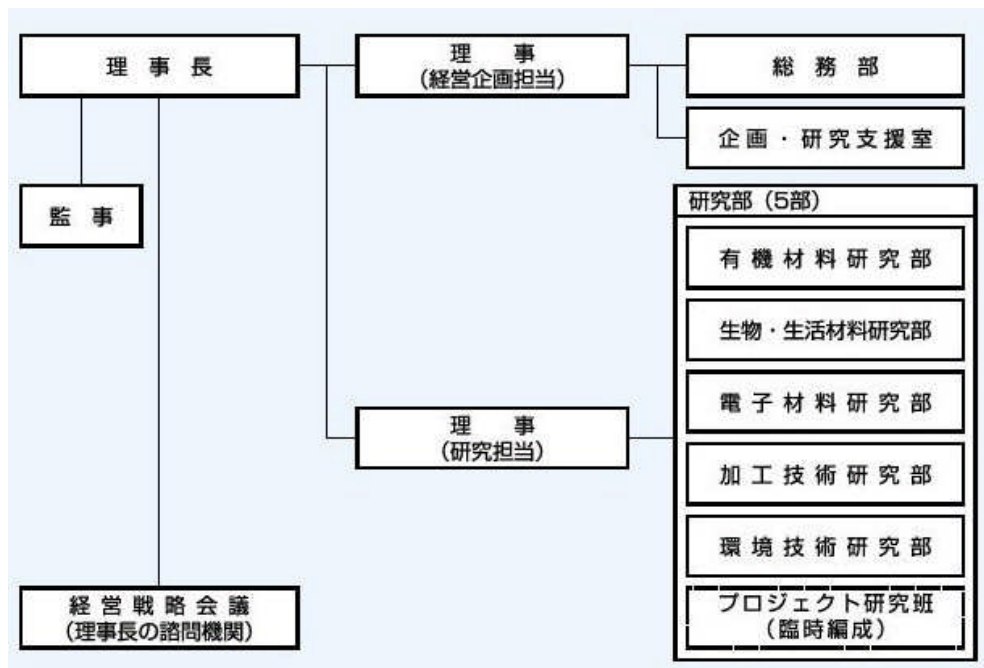 理事長
理事
(経営企画担当)
総務部
企画・研究支援室
監事
研究部（5部）
有機材料研究部
生物・生活材料研究部
電子材料研究部
理事
(研究担当)
加工技術研究部
環境技術研究部
経営戦略会議
(理事長の諮問機関)
プロジェクト研究班
(臨時編成)